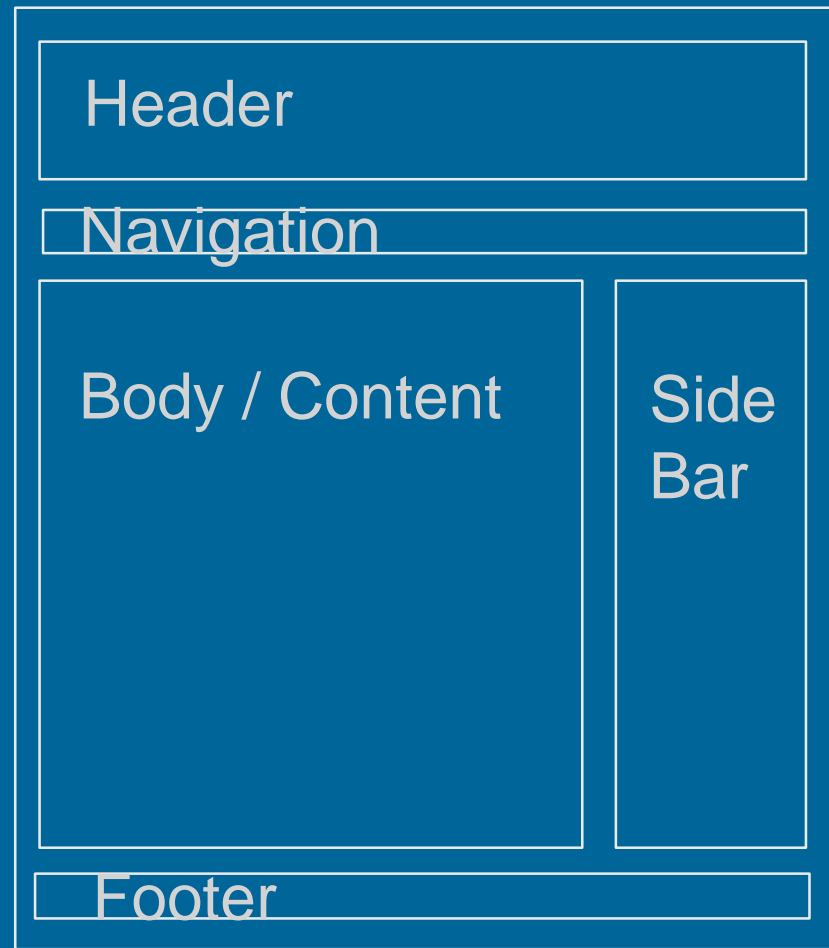 Header
Navigation
Body / Content
Side
Bar
Footer